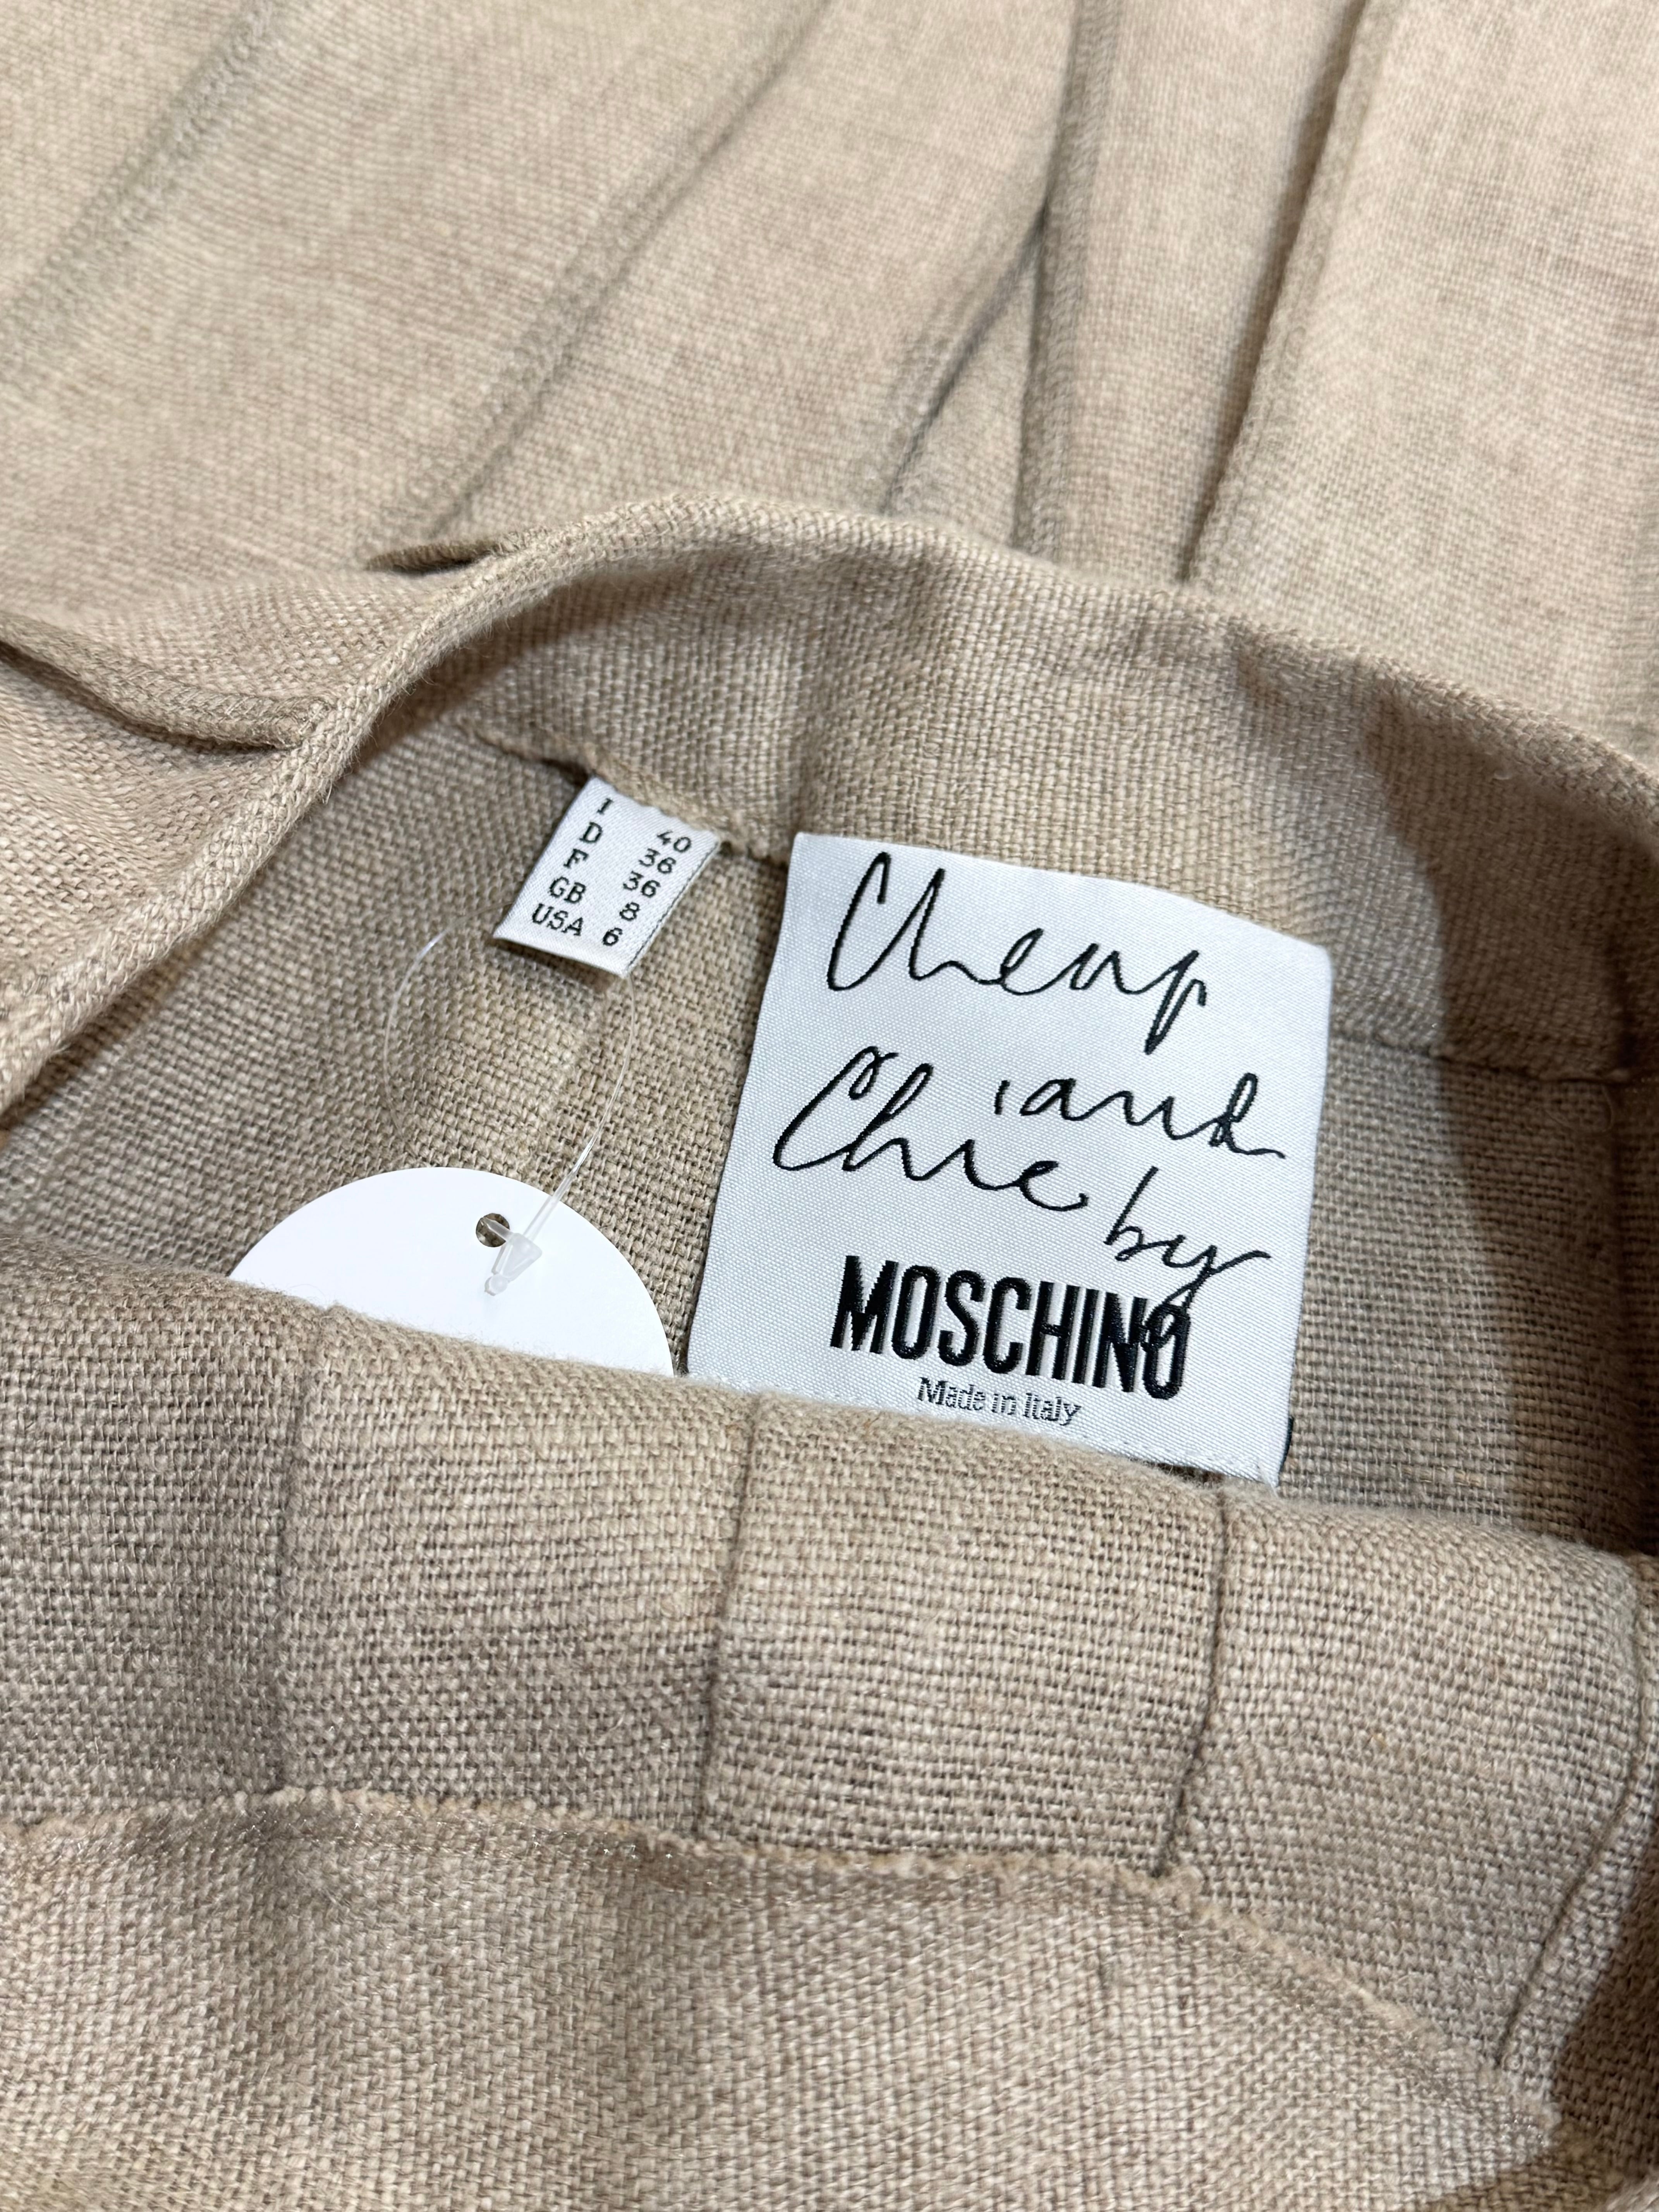 I 40
D 36
F 36
GB 8
USA 6
Cheap
and
Chic by
MOSCHINO
Made in Italy